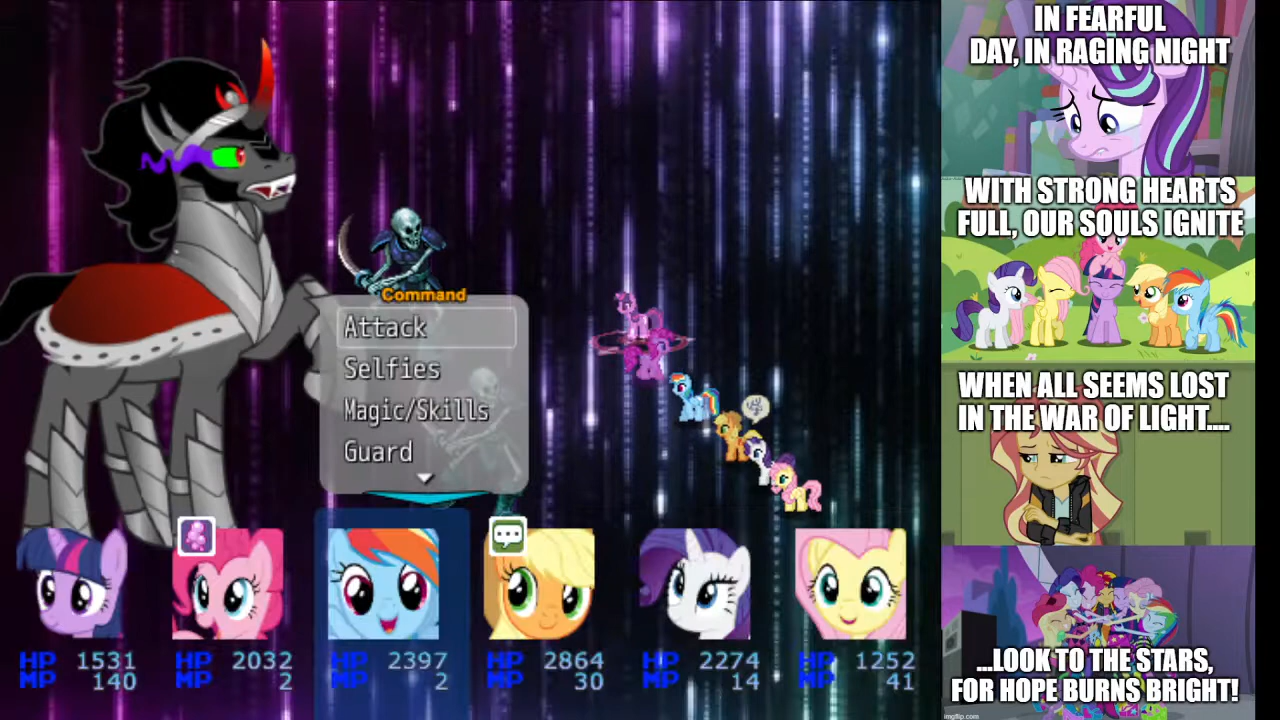 Command
Attack
Selfies
Magic/Skills
Guard
HP 1531
MP 140
HP 2032
MP 2
HP 2397
MP 2
HP 2864
MP 30
HP 2274
MP 14
HP 1252
MP 41
IN FEARFUL
DAY, IN RAGING NIGHT
WITH STRONG HEARTS
FULL, OUR SOULS IGNITE
WHEN ALL SEEMS LOST
IN THE WAR OF LIGHT....
...LOOK TO THE STARS,
FOR HOPE BURNS BRIGHT!
imgflip.com